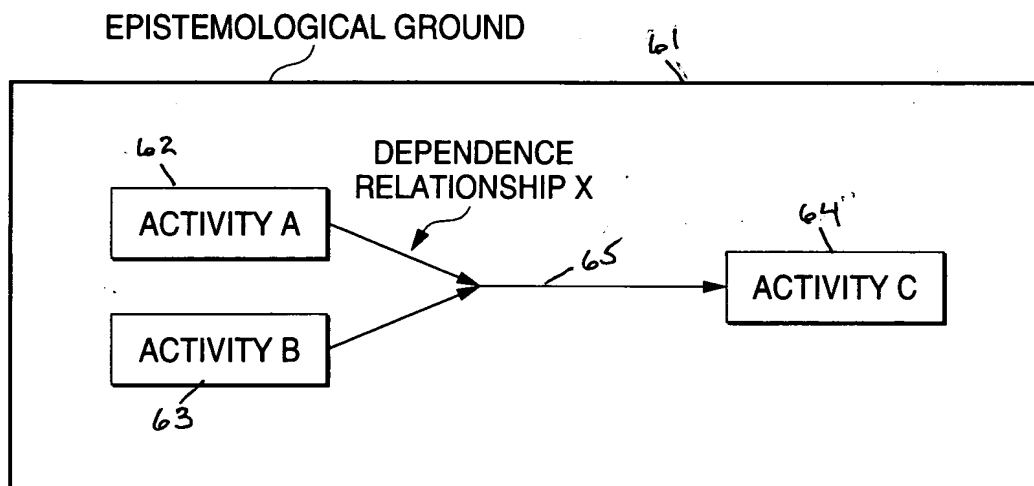 EPISTEMOLOGICAL GROUND
61
62
DEPENDENCE
RELATIONSHIP X
ACTIVITY A
64"
65
ACTIVITY C
ACTIVITY B
63